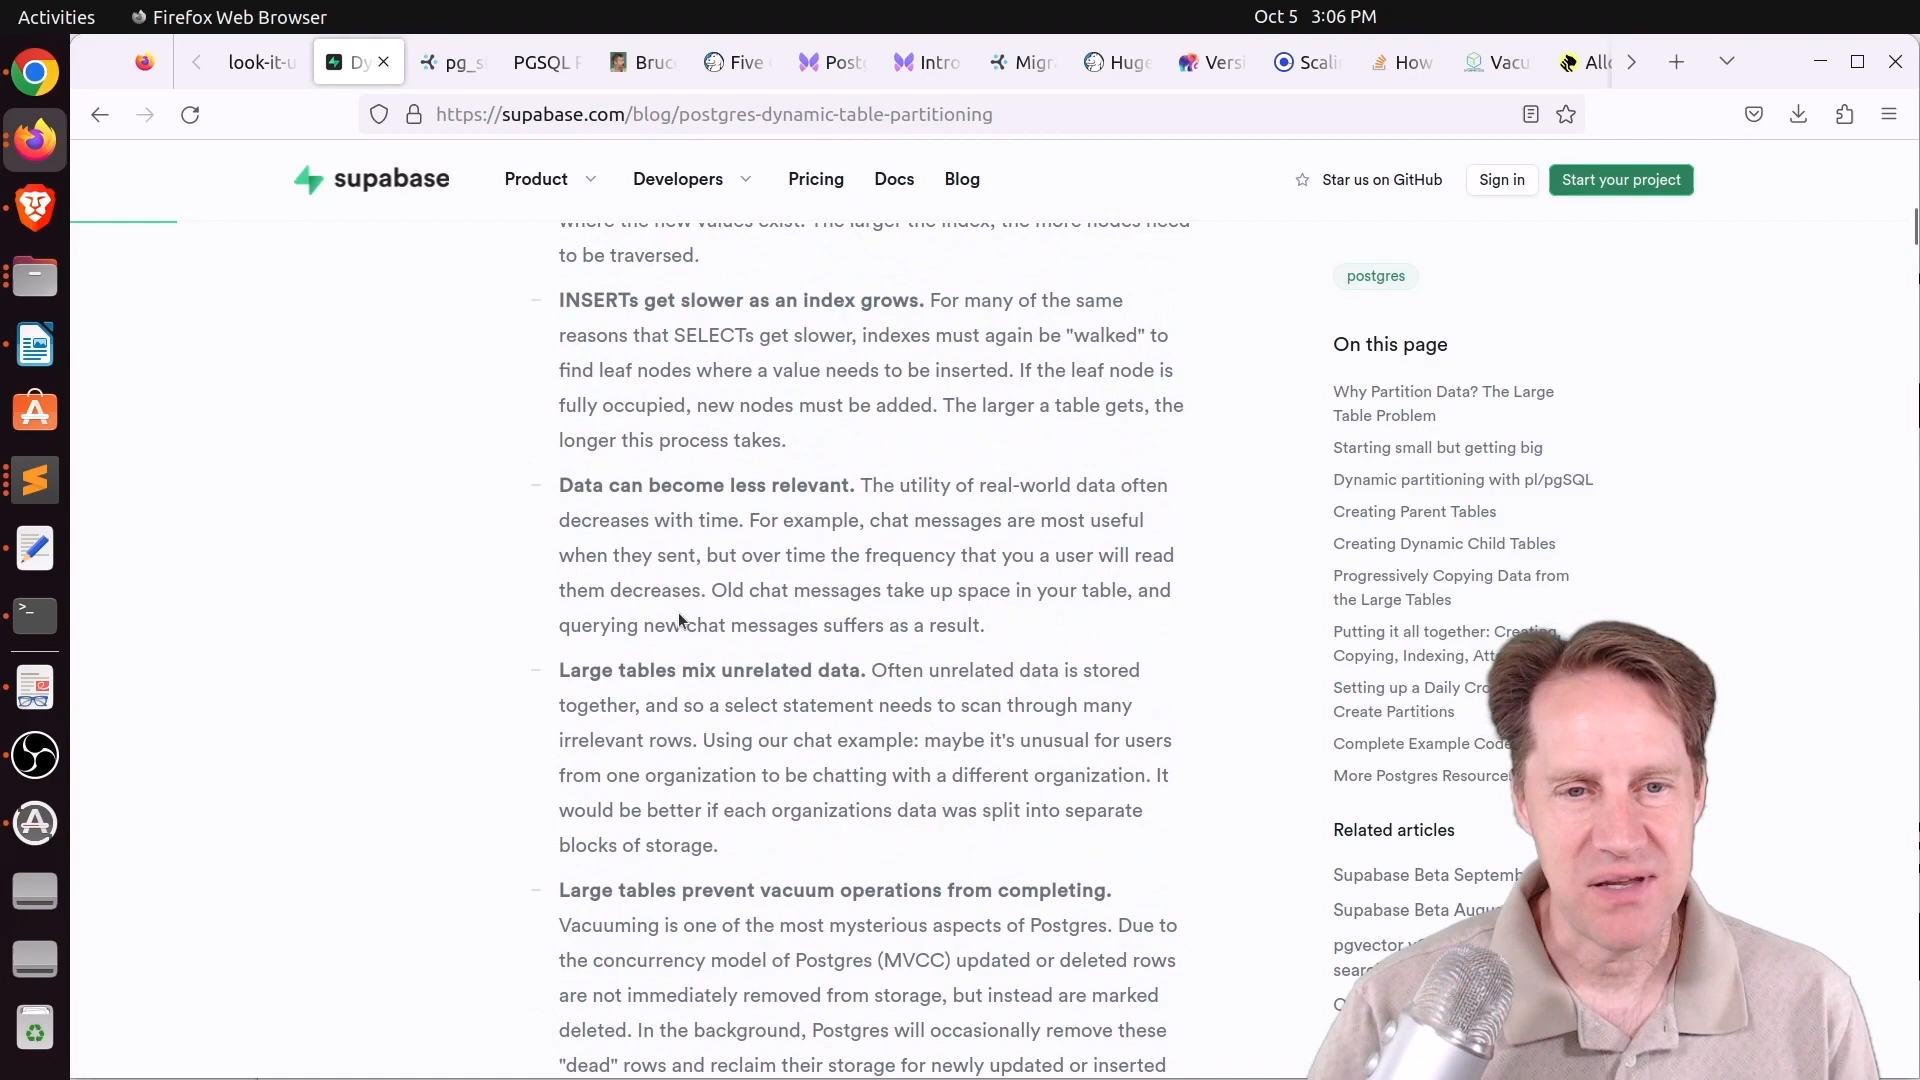 Activities
Firefox Web Browser
Oct 5 3:06 PM
look-it-u
Dy
pg_s
PGSQL F
Bruc
Five
Post
Intro
Migr
Huge
Versi
Scali
How
Vacu
Allo
https://supabase.com/blog/postgres-dynamic-table-partitioning
supabase
Product
Developers
Pricing
Docs
Blog
Star us on GitHub
Sign in
Start your project
where the new values exist. The larger the index, the more nodes need
to be traversed.
– INSERTs get slower as an index grows. For many of the same
reasons that SELECTs get slower, indexes must again be "walked" to
find leaf nodes where a value needs to be inserted. If the leaf node is
fully occupied, new nodes must be added. The larger a table gets, the
longer this process takes.
– Data can become less relevant. The utility of real-world data often
decreases with time. For example, chat messages are most useful
when they sent, but over time the frequency that you a user will read
them decreases. Old chat messages take up space in your table, and
querying new chat messages suffers as a result.
– Large tables mix unrelated data. Often unrelated data is stored
together, and so a select statement needs to scan through many
irrelevant rows. Using our chat example: maybe it's unusual for users
from one organization to be chatting with a different organization. It
would be better if each organizations data was split into separate
blocks of storage.
– Large tables prevent vacuum operations from completing.
Vacuuming is one of the most mysterious aspects of Postgres. Due to
the concurrency model of Postgres (MVCC) updated or deleted rows
are not immediately removed from storage, but instead are marked
deleted. In the background, Postgres will occasionally remove these
"dead" rows and reclaim their storage for newly updated or inserted
postgres
On this page
Why Partition Data? The Large
Table Problem
Starting small but getting big
Dynamic partitioning with pl/pgSQL
Creating Parent Tables
Creating Dynamic Child Tables
Progressively Copying Data from
the Large Tables
Putting it all together: Creating,
Copying, Indexing, Att
Setting up a Daily Cro
Create Partitions
Complete Example Code
More Postgres Resource
Related articles
Supabase Beta Septemb
Supabase Beta Augu
pgvector v
sear